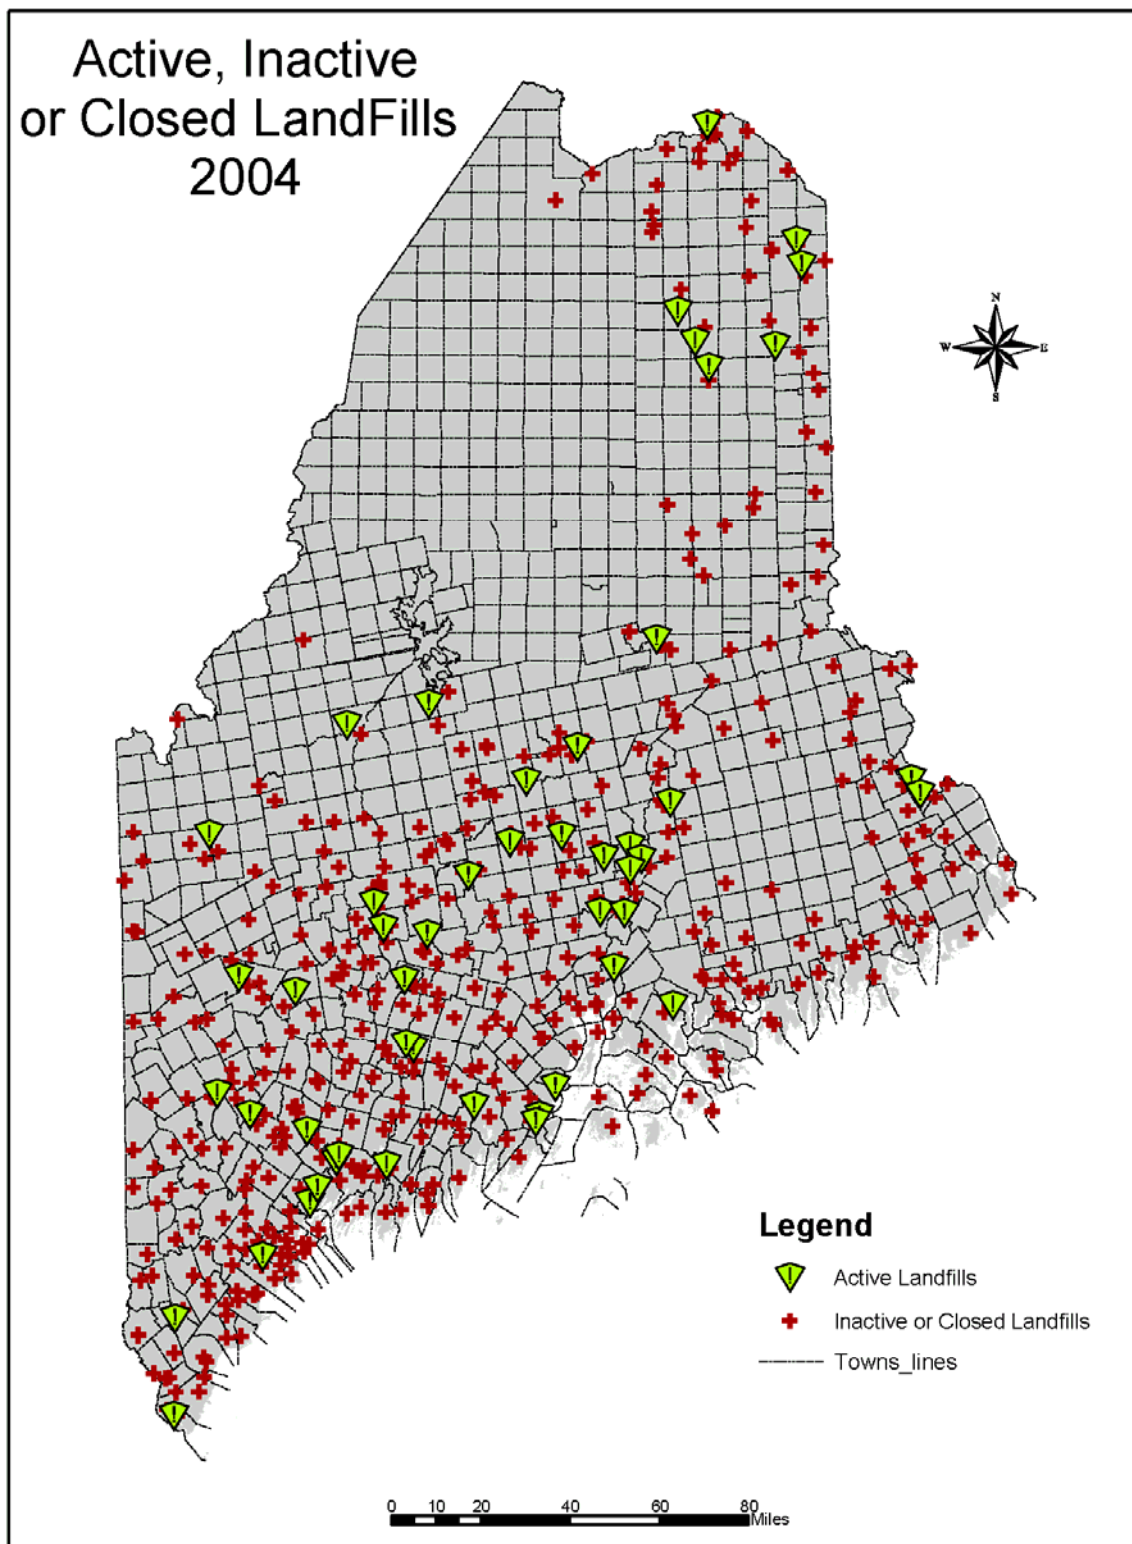 Active, Inactive
or Closed LandFills
2004
N
W E
S
Legend
Active Landfills
Inactive or Closed Landfills
Towns_lines
0 10 20 40 60 80
Miles